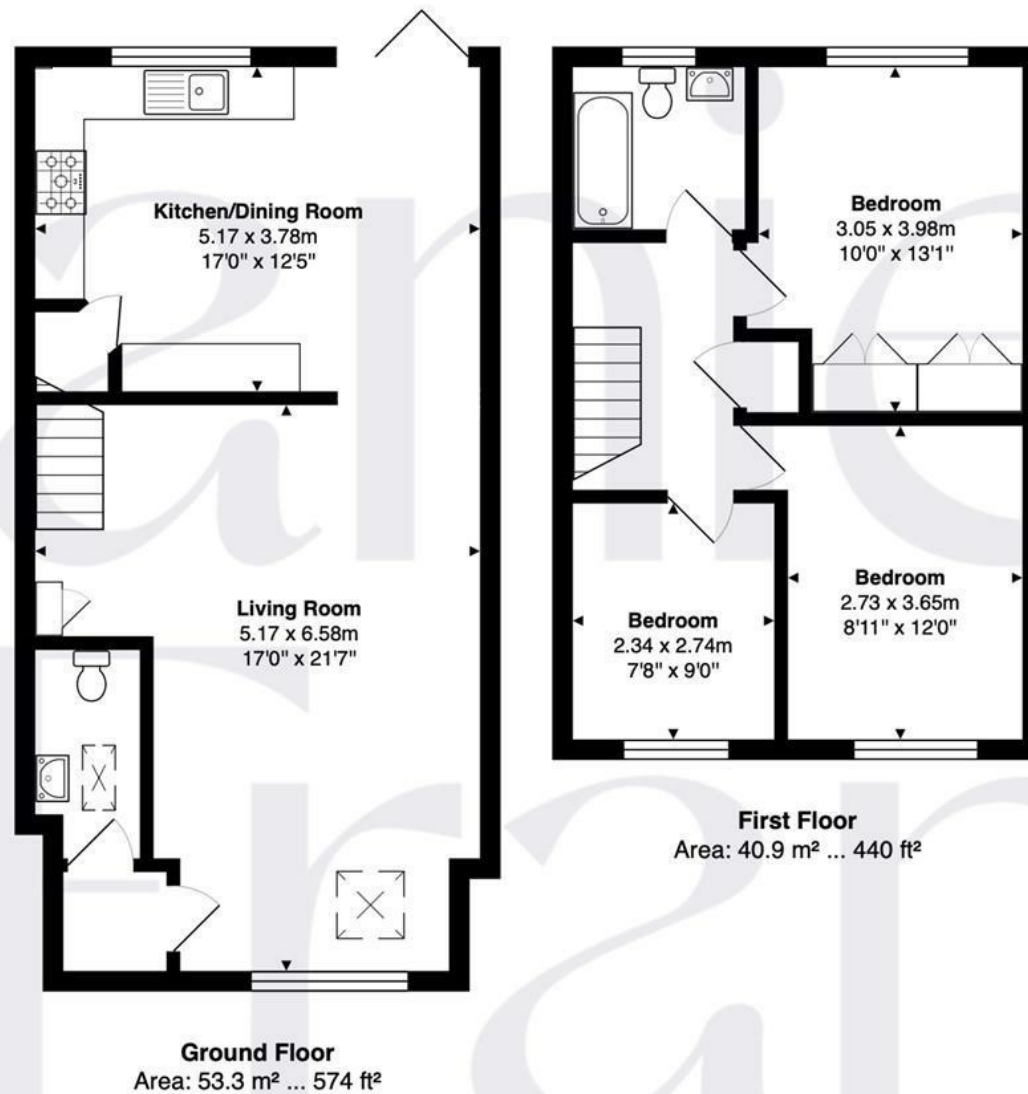 Kitchen/Dining Room
5.17 x 3.78m
17'0" x 12'5"
Living Room
5.17 x 6.58m
17'0" x 21'7"
Ground Floor
Area: 53.3 m² ... 574 ft²
Bedroom
3.05 x 3.98m
10'0" x 13'1"
Bedroom
2.73 x 3.65m
8'11" x 12'0"
Bedroom
2.34 x 2.74m
7'8" x 9'0"
First Floor
Area: 40.9 m² ... 440 ft²